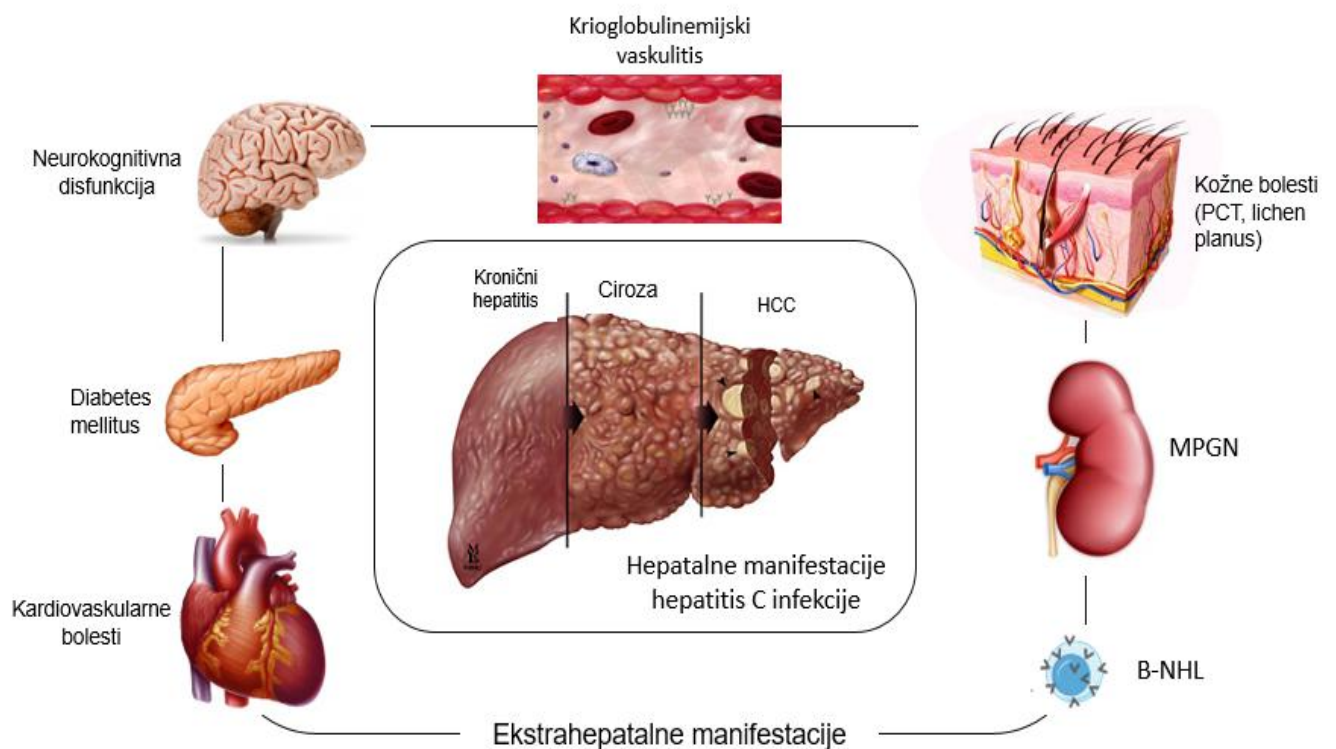 Krioglobulinemijski
vaskulitis
Neurokognitivna
disfunkcija
Kožne bolesti
(PCT, lichen
planus)
Kronični
hepatitis
Ciroza
HCC
Diabetes
mellitus
MPGN
Hepatalne manifestacije
hepatitis C infekcije
Kardiovaskularne
bolesti
B-NHL
Ekstrahepatalne manifestacije